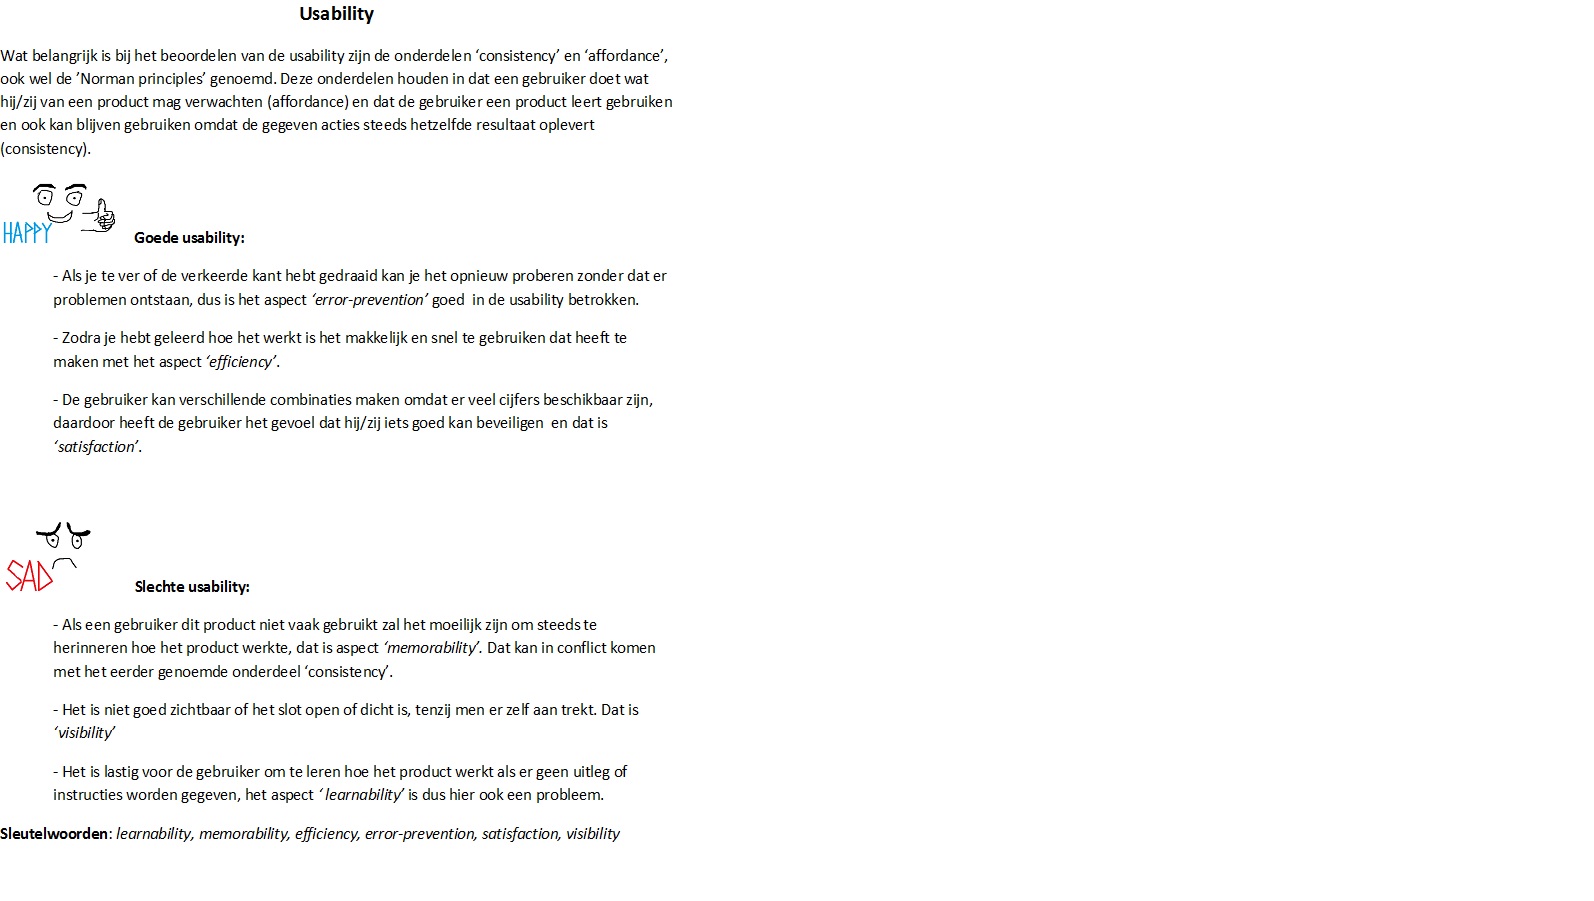 Usability
Wat belangrijk is bij het beoordelen van de usability zijn de onderdelen ‘consistency’ en ‘affordance’,
ook wel de ’Norman principles’ genoemd. Deze onderdelen houden in dat een gebruiker doet wat
hij/zij van een product mag verwachten (affordance) en dat de gebruiker een product leert gebruiken
en ook kan blijven gebruiken omdat de gegeven acties steeds hetzelfde resultaat oplevert
(consistency).
HAPPY
Goede usability:
- Als je te ver of de verkeerde kant hebt gedraaid kan je het opnieuw proberen zonder dat er
problemen ontstaan, dus is het aspect ‘error-prevention’ goed in de usability betrokken.
- Zodra je hebt geleerd hoe het werkt is het makkelijk en snel te gebruiken dat heeft te
maken met het aspect ‘efficiency’.
- De gebruiker kan verschillende combinaties maken omdat er veel cijfers beschikbaar zijn,
daardoor heeft de gebruiker het gevoel dat hij/zij iets goed kan beveiligen en dat is
‘satisfaction’.
SAD
Slechte usability:
- Als een gebruiker dit product niet vaak gebruikt zal het moeilijk zijn om steeds te
herinneren hoe het product werkte, dat is aspect ‘memorability’. Dat kan in conflict komen
met het eerder genoemde onderdeel ‘consistency’.
- Het is niet goed zichtbaar of het slot open of dicht is, tenzij men er zelf aan trekt. Dat is
‘visibility’
- Het is lastig voor de gebruiker om te leren hoe het product werkt als er geen uitleg of
instructies worden gegeven, het aspect ‘ learnability’ is dus hier ook een probleem.
Sleutelwoorden: learnability, memorability, efficiency, error-prevention, satisfaction, visibility